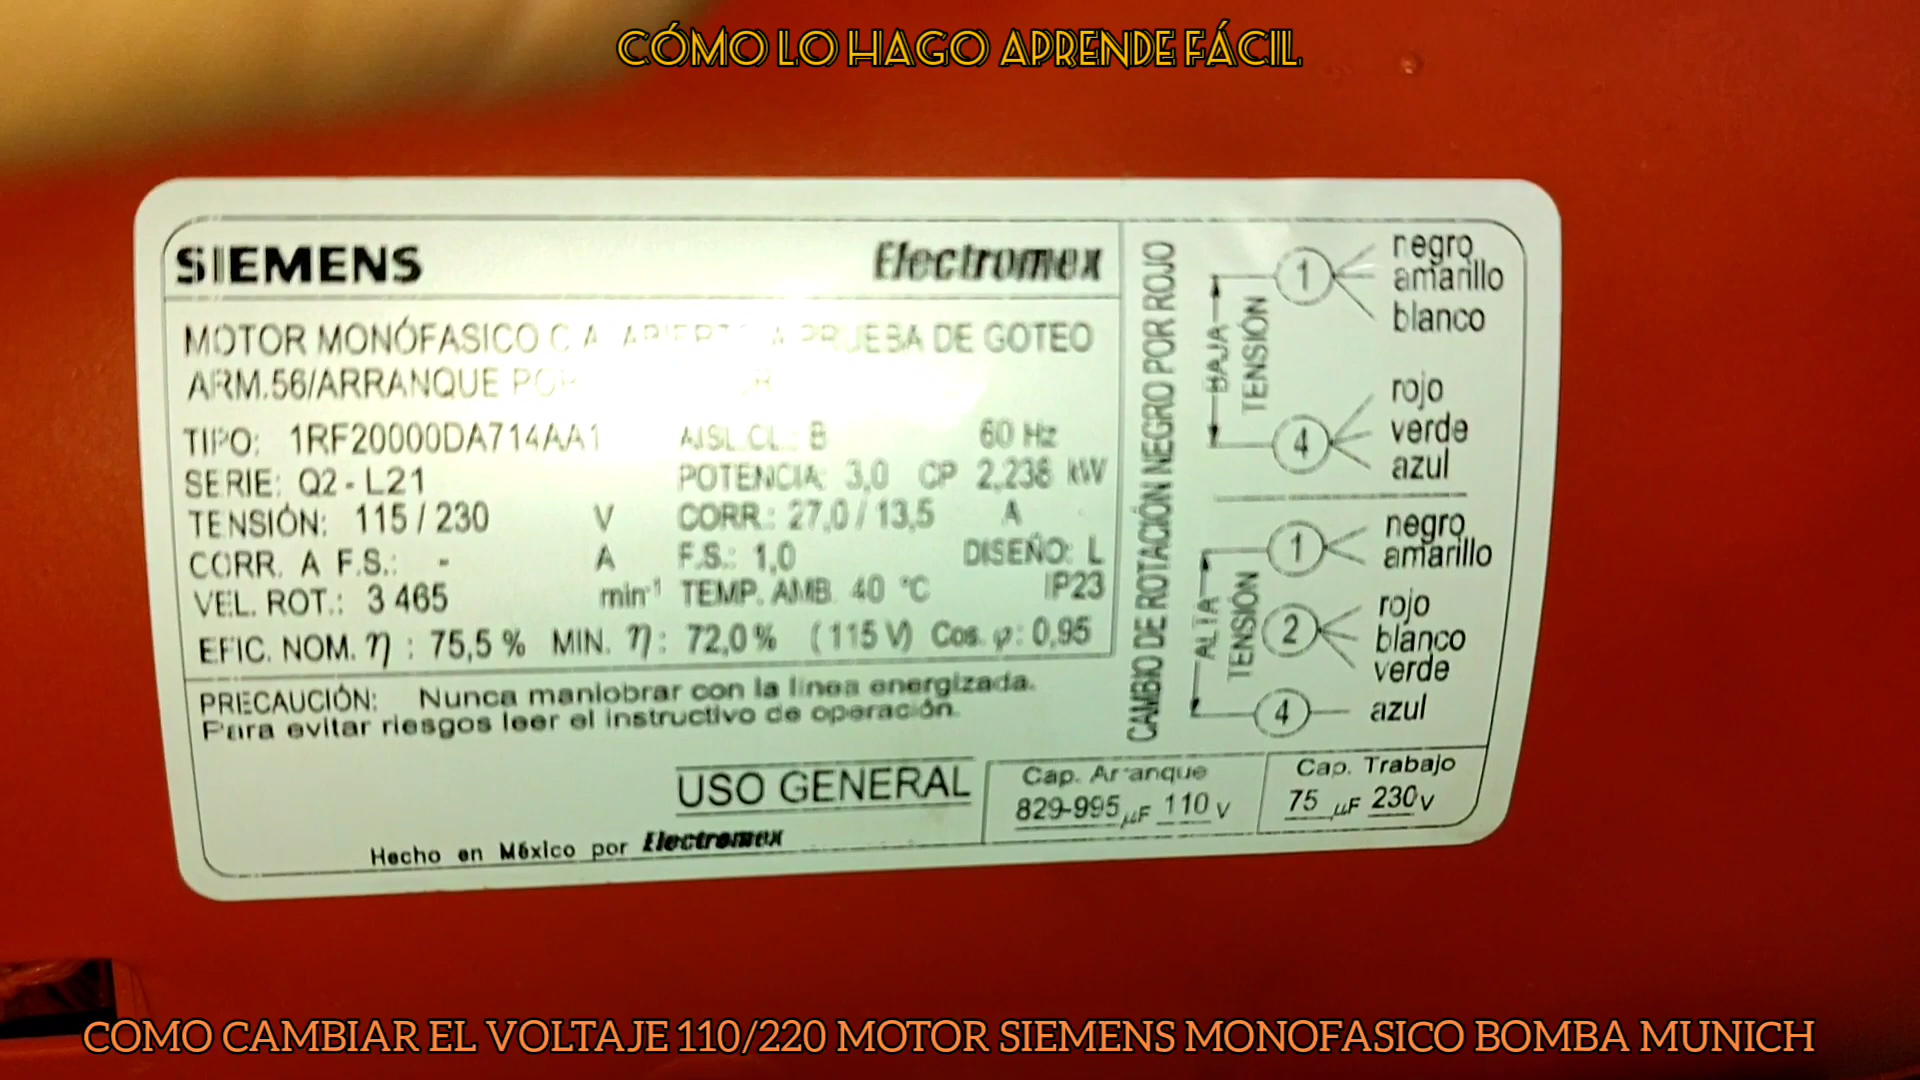 CÓMO LO HAGO APRENDE FÁCIL
SIEMENS Electromex
MOTOR MONÓFASICO C A ABIERTO A PRUEBA DE GOTEO
ARM.56/ARRANQUE POR
TIPO: 1RF20000DA714AA1 AISL.CL.: B 60 Hz
SERIE: Q2 - L21 POTENCIA: 3,0 CP 2,238 kW
TENSIÓN: 115 / 230 V CORR.: 27,0 / 13,5 A
CORR. A F.S.: - A F.S.: 1,0 DISEÑO: L
VEL. ROT.: 3 465 min-1 TEMP. AMB. 40 °C IP23
EFIC. NOM. η : 75,5 % MIN. η : 72,0 % (115 V) Cos. φ : 0,95
PRECAUCIÓN: Nunca maniobrar con la linea energizada.
Para evitar riesgos leer el instructivo de operación.
USO GENERAL
Hecho en México por Electromex
CAMBIO DE ROTACIÓN NEGRO POR ROJO
BAJA TENSIÓN
1 negro
amarillo
blanco
4 rojo
verde
azul
ALTA TENSIÓN
1 negro
amarillo
2 rojo
blanco
verde
4 azul
Cap. Arranque
829-995 µF 110 V
Cap. Trabajo
75 µF 230 V
COMO CAMBIAR EL VOLTAJE 110/220 MOTOR SIEMENS MONOFASICO BOMBA MUNICH